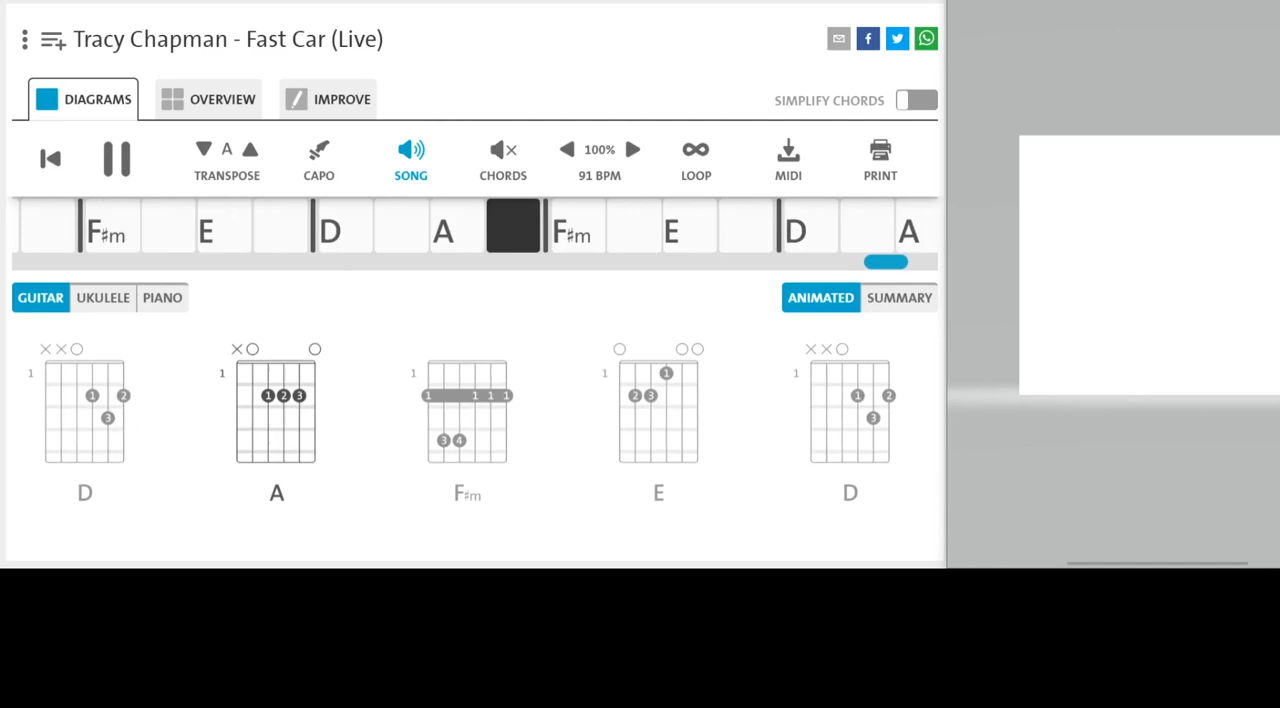 Tracy Chapman - Fast Car (Live)
DIAGRAMS OVERVIEW IMPROVE SIMPLIFY CHORDS
A 100%
TRANSPOSE CAPO SONG CHORDS 91 BPM LOOP MIDI PRINT
F#m E D A F#m E D A
GUITAR UKULELE PIANO ANIMATED SUMMARY
1 1 2 3
1 1 2 3
1 1 1 1 1 3 4
1 1 2 3
1 1 2 3
D A F#m E D